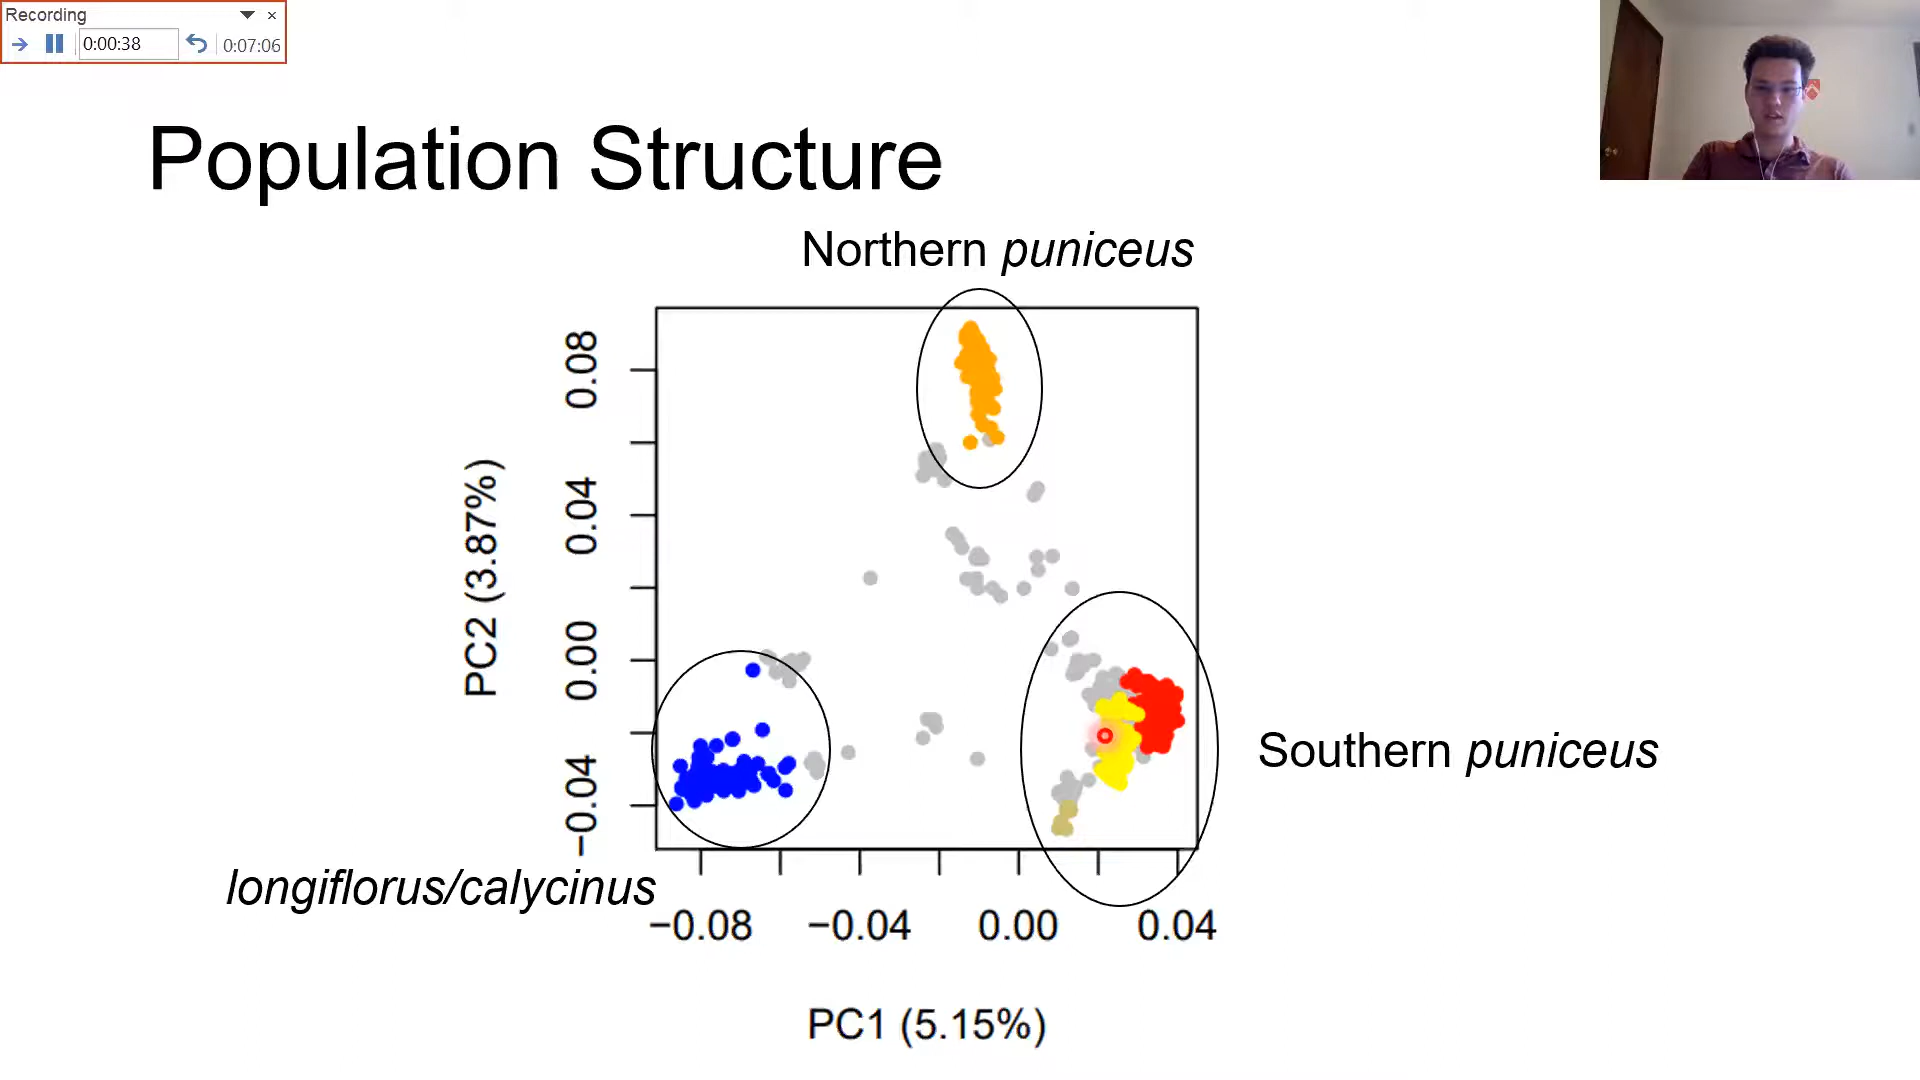 Recording
0:00:38
0:07:06
Population Structure
Northern puniceus
0.08
0.04
0.00
−0.04
PC2 (3.87%)
Southern puniceus
longiflorus/calycinus
−0.08 −0.04 0.00 0.04
PC1 (5.15%)